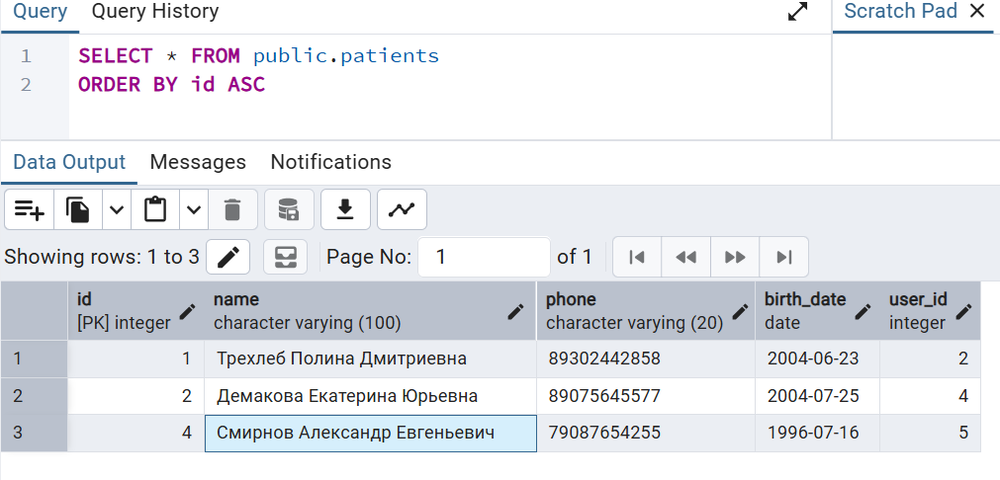 Query Query History Scratch Pad
1 SELECT * FROM public.patients
2 ORDER BY id ASC
Data Output Messages Notifications
Showing rows: 1 to 3 Page No: 1 of 1
id name phone birth_date user_id
[PK] integer character varying (100) character varying (20) date integer
1 1 Трехлеб Полина Дмитриевна 89302442858 2004-06-23 2
2 2 Демакова Екатерина Юрьевна 89075645577 2004-07-25 4
3 4 Смирнов Александр Евгеньевич 79087654255 1996-07-16 5